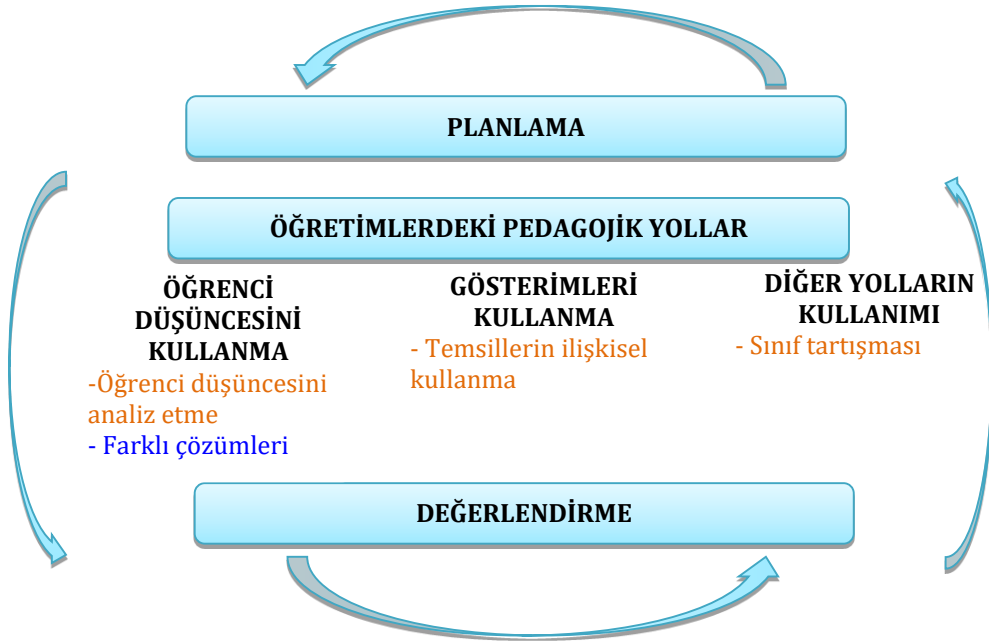 PLANLAMA
ÖĞRETİMLERDEKİ PEDAGOJİK YOLLAR
ÖĞRENCİ
DÜŞÜNCESİNİ
KULLANMA
-Öğrenci düşüncesini
analiz etme
- Farklı çözümleri
GÖSTERİMLERİ
KULLANMA
- Temsillerin ilişkisel
kullanma
DİĞER YOLLARIN
KULLANIMI
- Sınıf tartışması
DEĞERLENDİRME